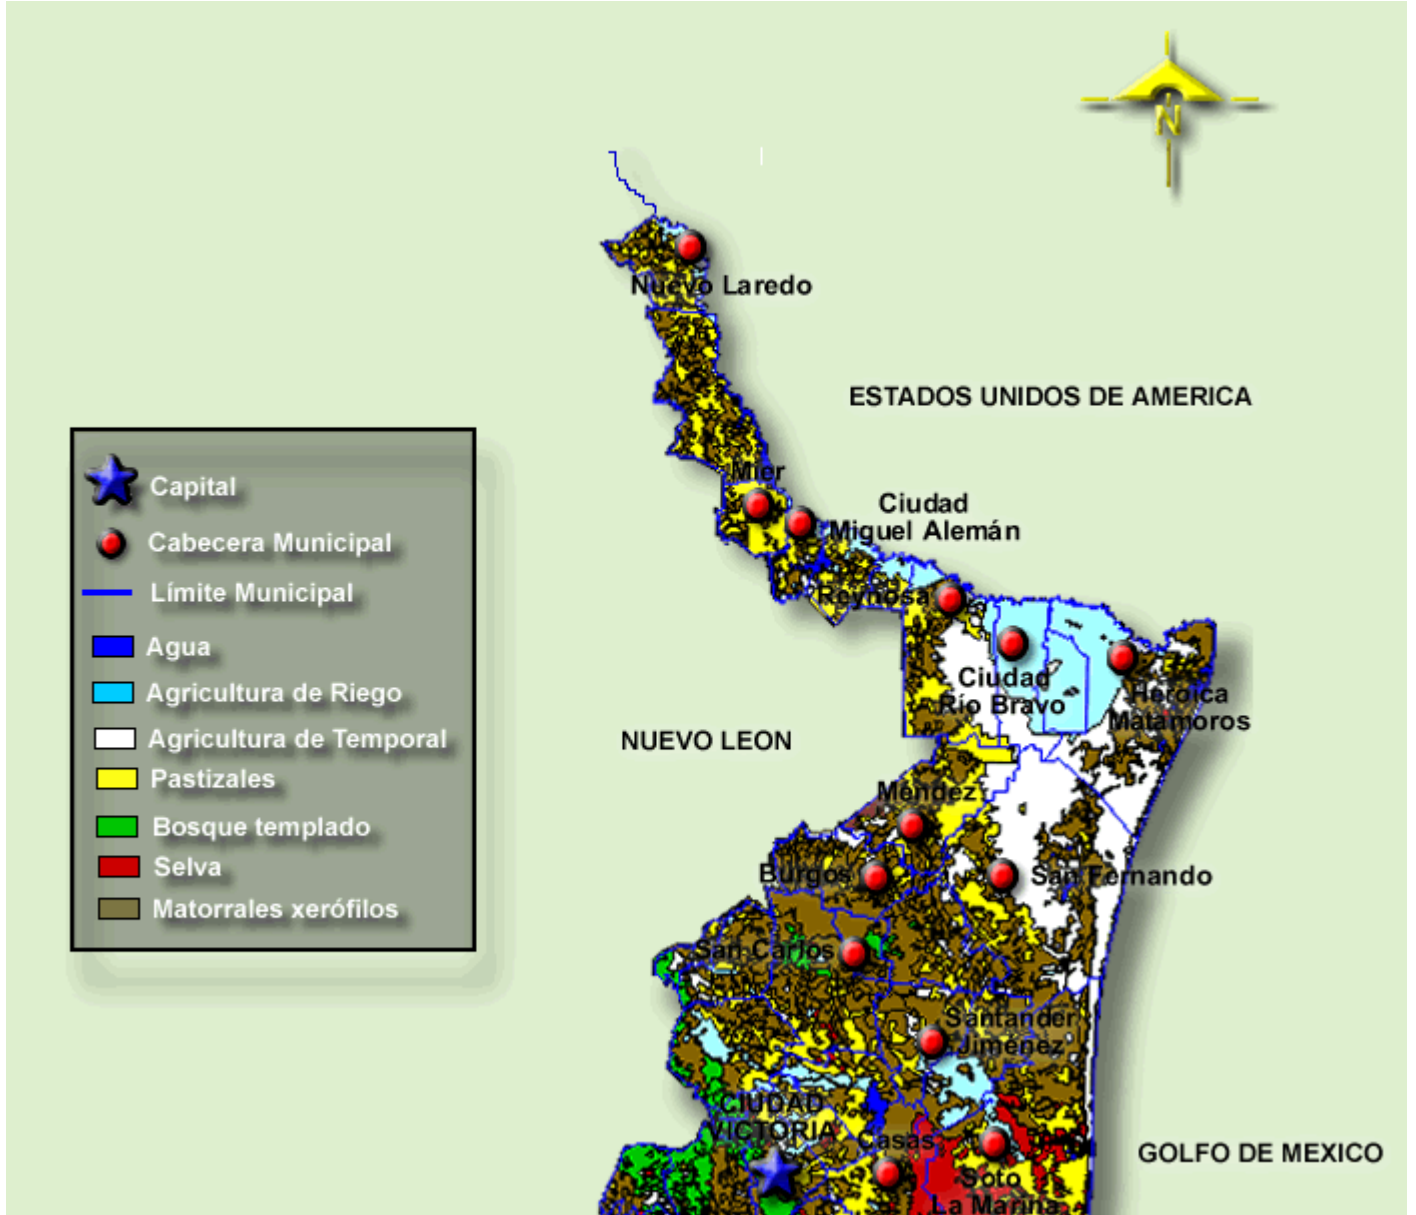 N
Nuevo Laredo
ESTADOS UNIDOS DE AMERICA
Mier
Ciudad
Miguel Alemán
Reynosa
Ciudad
Río Bravo
Heroica
Matamoros
NUEVO LEON
Méndez
Burgos
San Fernando
San Carlos
Santander
Jiménez
CIUDAD
VICTORIA
Casas
Soto
La Marina
GOLFO DE MEXICO
Capital
Cabecera Municipal
Límite Municipal
Agua
Agricultura de Riego
Agricultura de Temporal
Pastizales
Bosque templado
Selva
Matorrales xerófilos